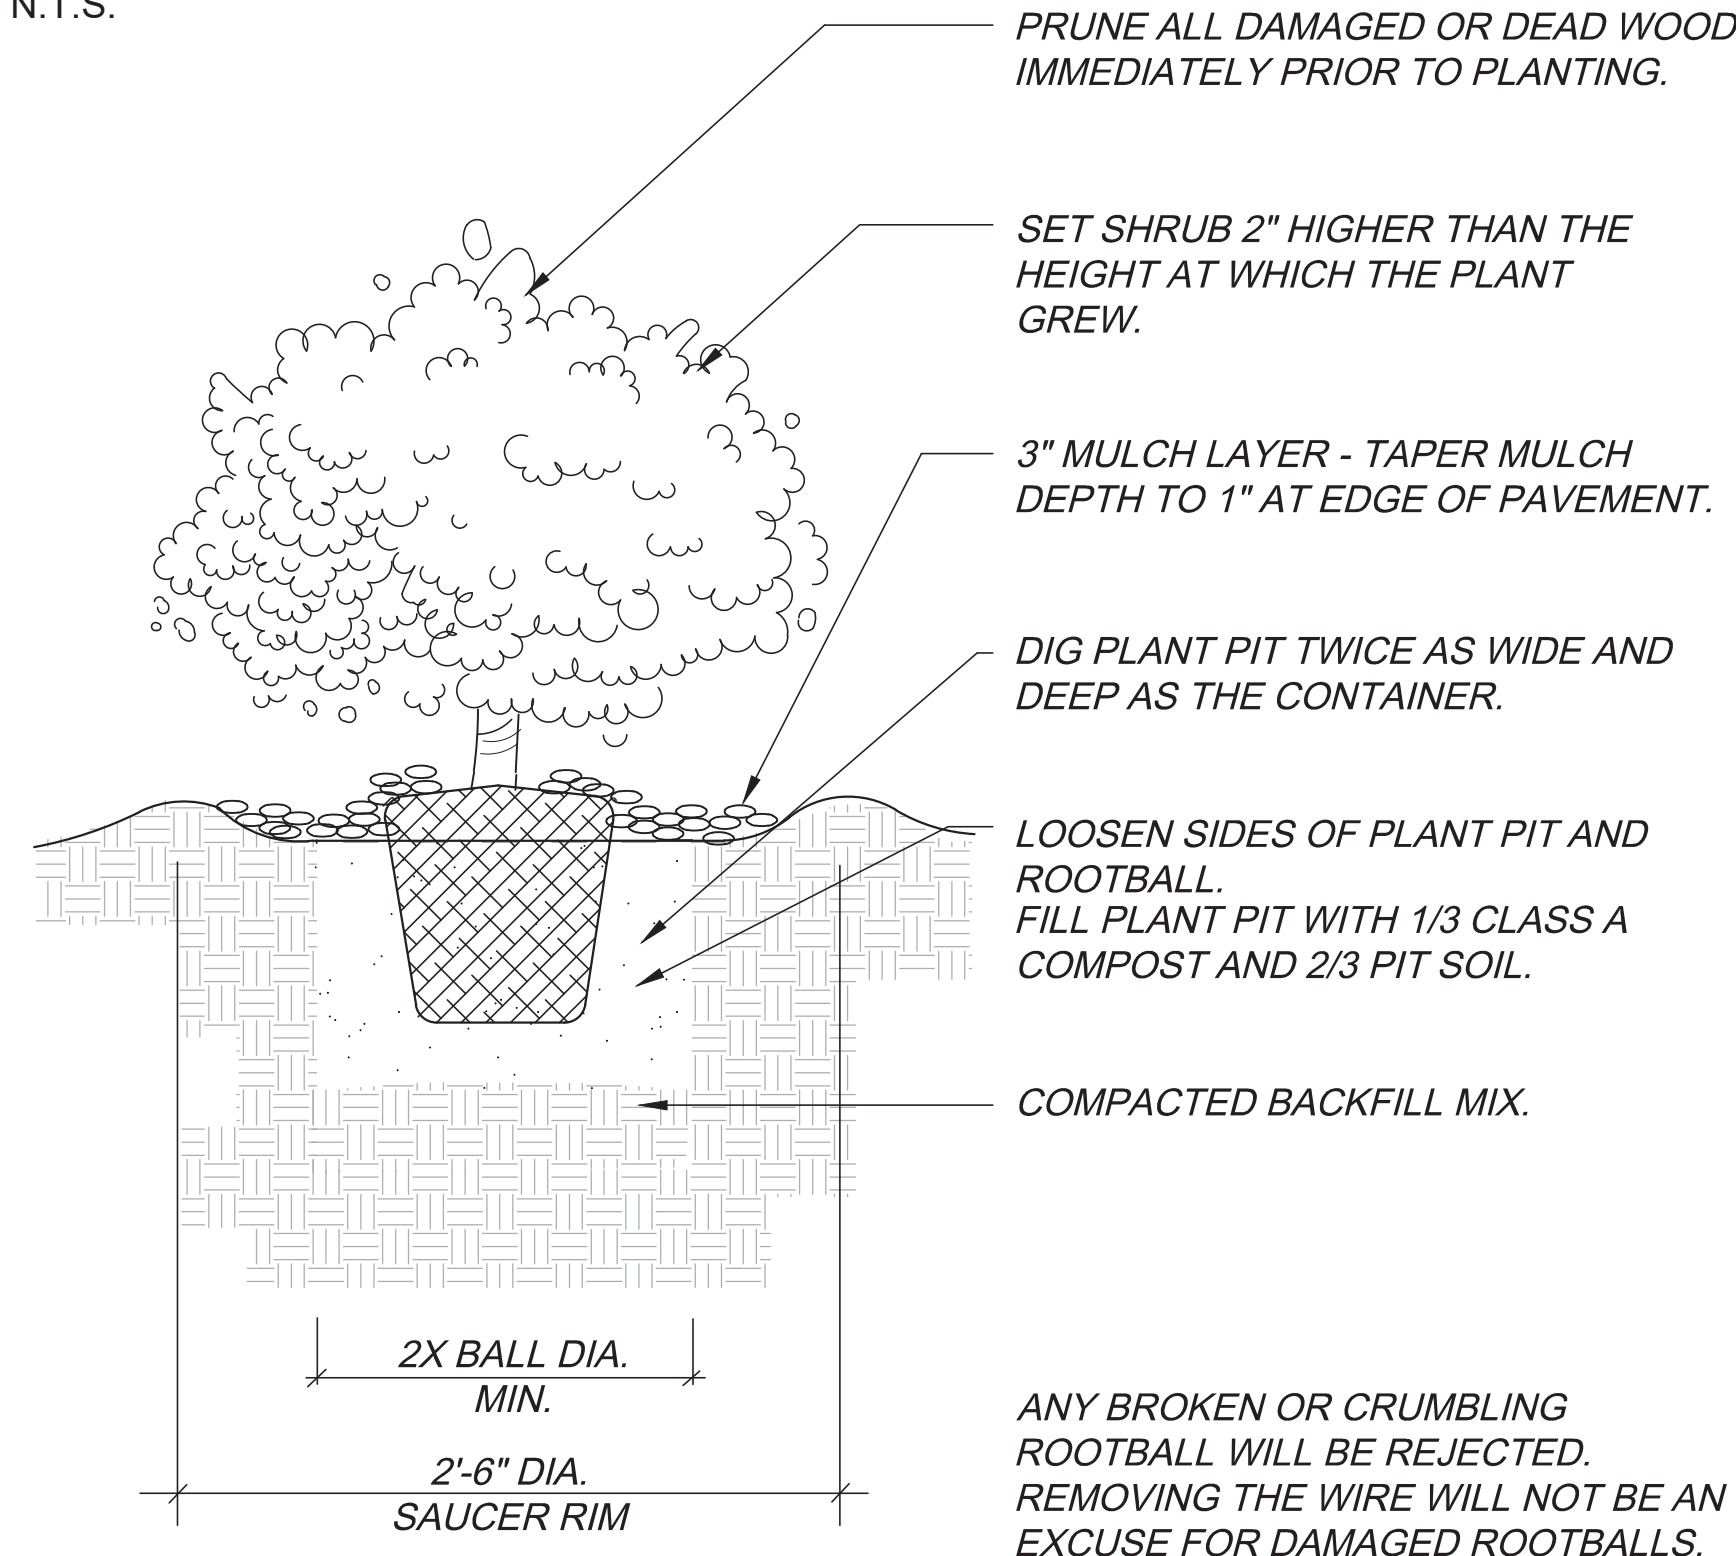 N.T.S.
PRUNE ALL DAMAGED OR DEAD WOOD
IMMEDIATELY PRIOR TO PLANTING.
SET SHRUB 2" HIGHER THAN THE
HEIGHT AT WHICH THE PLANT
GREW.
3" MULCH LAYER - TAPER MULCH
DEPTH TO 1" AT EDGE OF PAVEMENT.
DIG PLANT PIT TWICE AS WIDE AND
DEEP AS THE CONTAINER.
LOOSEN SIDES OF PLANT PIT AND
ROOTBALL.
FILL PLANT PIT WITH 1/3 CLASS A
COMPOST AND 2/3 PIT SOIL.
COMPACTED BACKFILL MIX.
2X BALL DIA.
MIN.
2'-6" DIA.
SAUCER RIM
ANY BROKEN OR CRUMBLING
ROOTBALL WILL BE REJECTED.
REMOVING THE WIRE WILL NOT BE AN
EXCUSE FOR DAMAGED ROOTBALLS.